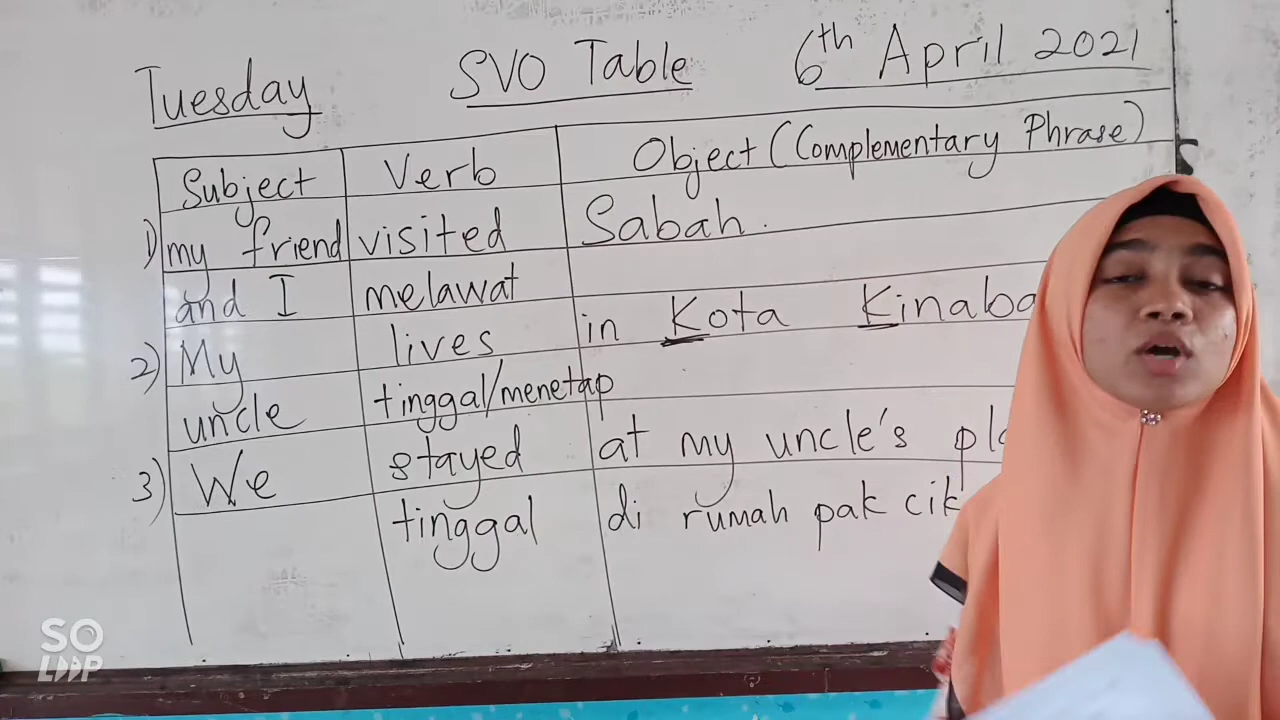 Tuesday SVO Table 6th April 2021
Subject Verb Object (Complementary Phrase)
1) my friend visited Sabah.
and I melawat
2) My lives in Kota
uncle tinggal/menetap
3) We stayed at my uncle's
tinggal di rumah pak cik
SO
LOOP